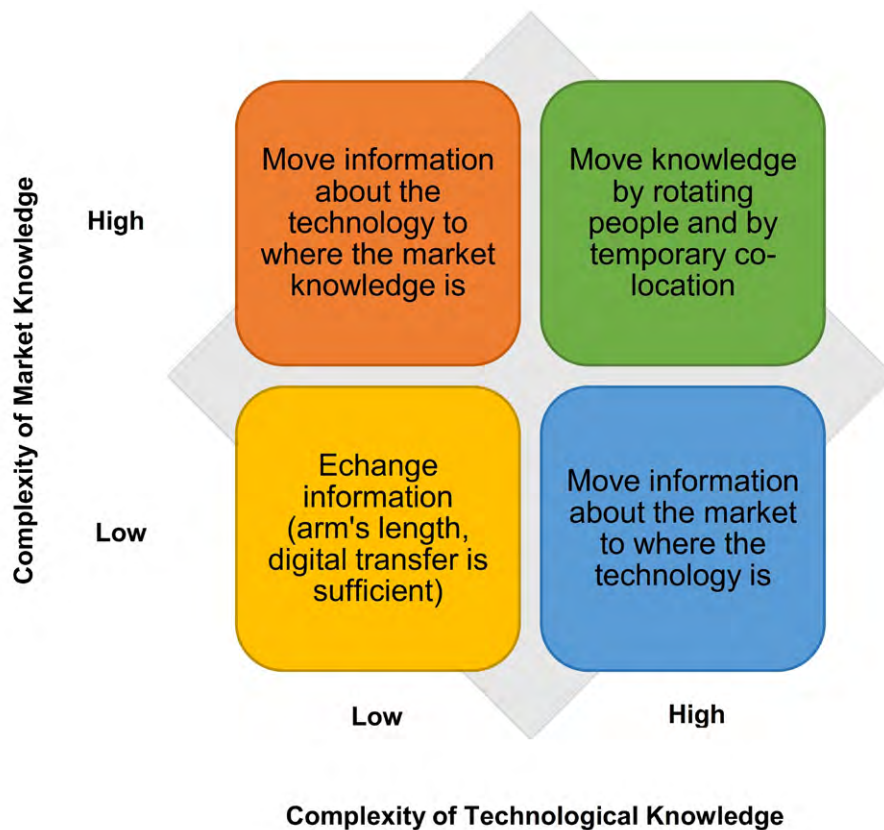 Complexity of Market Knowledge
High
Move information
about the
technology to
where the market
knowledge is
Move knowledge
by rotating
people and by
temporary co-
location
Low
Echange
information
(arm's length,
digital transfer is
sufficient)
Move information
about the market
to where the
technology is
Low
High
Complexity of Technological Knowledge